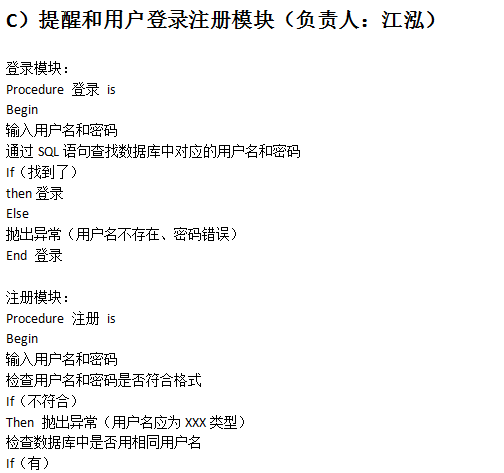 C）提醒和用户登录注册模块（负责人：江泓）
登录模块：
Procedure 登录 is
Begin
输入用户名和密码
通过 SQL 语句查找数据库中对应的用户名和密码
If（找到了）
then 登录
Else
抛出异常（用户名不存在、密码错误）
End 登录
注册模块：
Procedure 注册 is
Begin
输入用户名和密码
检查用户名和密码是否符合格式
If（不符合）
Then 抛出异常（用户名应为 XXX 类型）
检查数据库中是否用相同用户名
If（有）